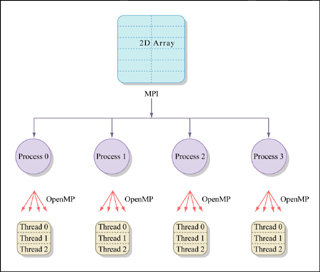 2D Array
MPI
Process 0 Process 1 Process 2 Process 3
OpenMP OpenMP OpenMP OpenMP
Thread 0 Thread 0 Thread 0 Thread 0
Thread 1 Thread 1 Thread 1 Thread 1
Thread 2 Thread 2 Thread 2 Thread 2